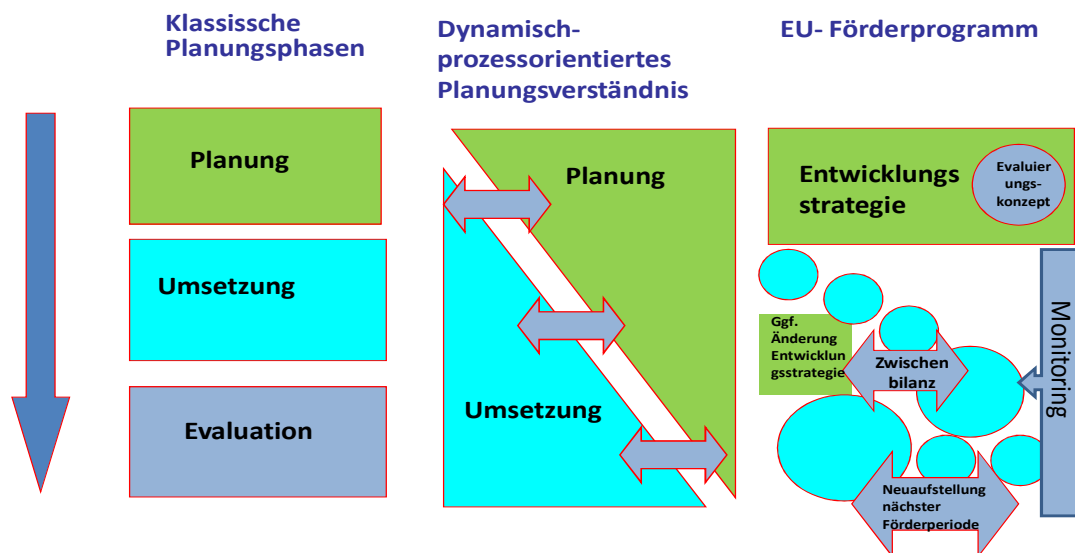 Klassissche
Planungsphasen
Planung
Umsetzung
Evaluation
Dynamisch-
prozessorientiertes
Planungsverständnis
Planung
Umsetzung
EU- Förderprogramm
Entwicklungs
strategie
Evaluier
ungs-
konzept
Ggf.
Änderung
Entwicklun
gsstrategie
Zwischen
bilanz
Monitoring
Neuaufstellung
nächster
Förderperiode